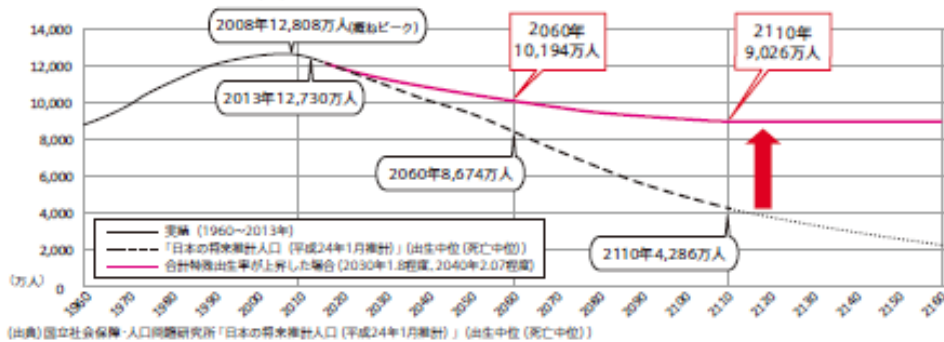 2008年12,808万人(概ねピーク)
2060年
10,194万人
2110年
9,026万人
2013年12,730万人
2060年8,674万人
2110年4,286万人
14,000
12,000
10,000
8,000
6,000
4,000
2,000
0
(万人)
実績（1960～2013年）
「日本の将来推計人口（平成24年1月推計）」（出生中位（死亡中位））
合計特殊出生率が上昇した場合（2030年1.8程度、2040年2.07程度）
1960
1970
1980
1990
2000
2010
2020
2030
2040
2050
2060
2070
2080
2090
2100
2110
2120
2130
2140
2150
2160
(出典)国立社会保障・人口問題研究所「日本の将来推計人口（平成24年1月推計）」（出生中位（死亡中位））